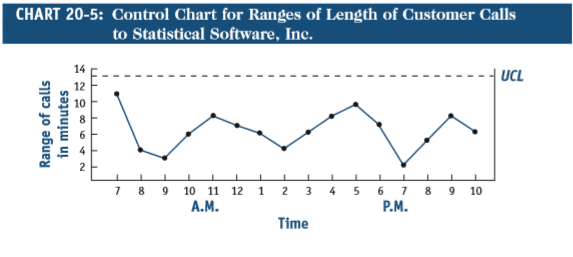 CHART 20-5: Control Chart for Ranges of Length of Customer Calls
to Statistical Software, Inc.
UCL
Range of calls
in minutes
14
12
10
8
6
4
2
7 8 9 10 11 12 1 2 3 4 5 6 7 8 9 10
A.M. P.M.
Time